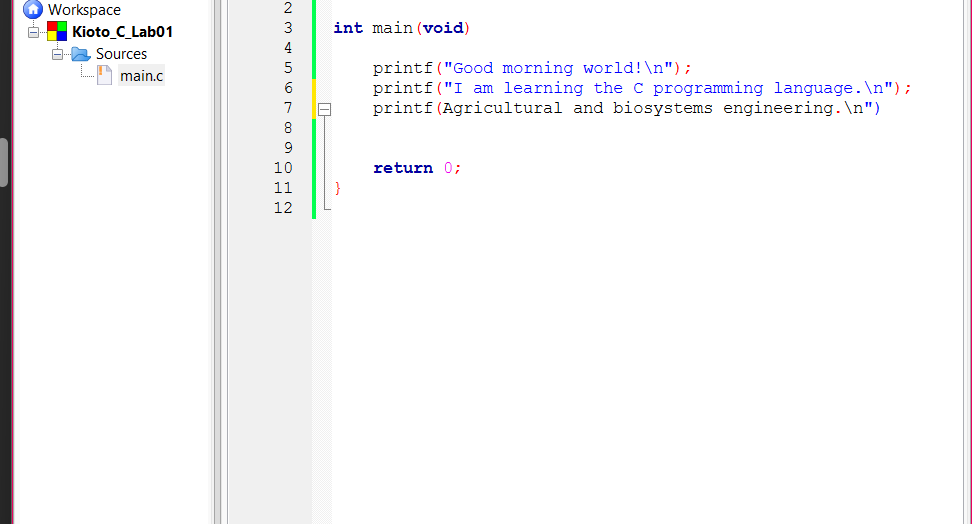 Workspace
Kioto_C_Lab01
Sources
main.c
2
3 int main(void)
4
5 printf("Good morning world!\n");
6 printf("I am learning the C programming language.\n");
7 printf(Agricultural and biosystems engineering.\n")
8
9
10 return 0;
11 }
12